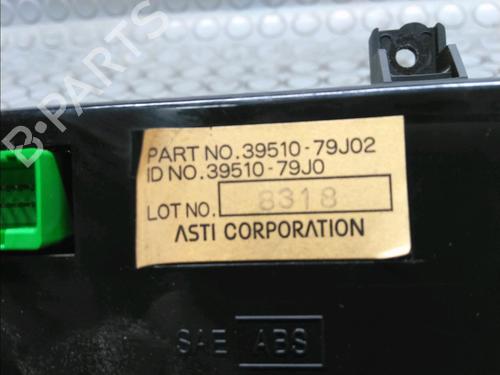 PART NO.39510-79J02
ID NO.39510-79J0
LOT NO. 8318
ASTI CORPORATION
SAE ABS
B-PARTS